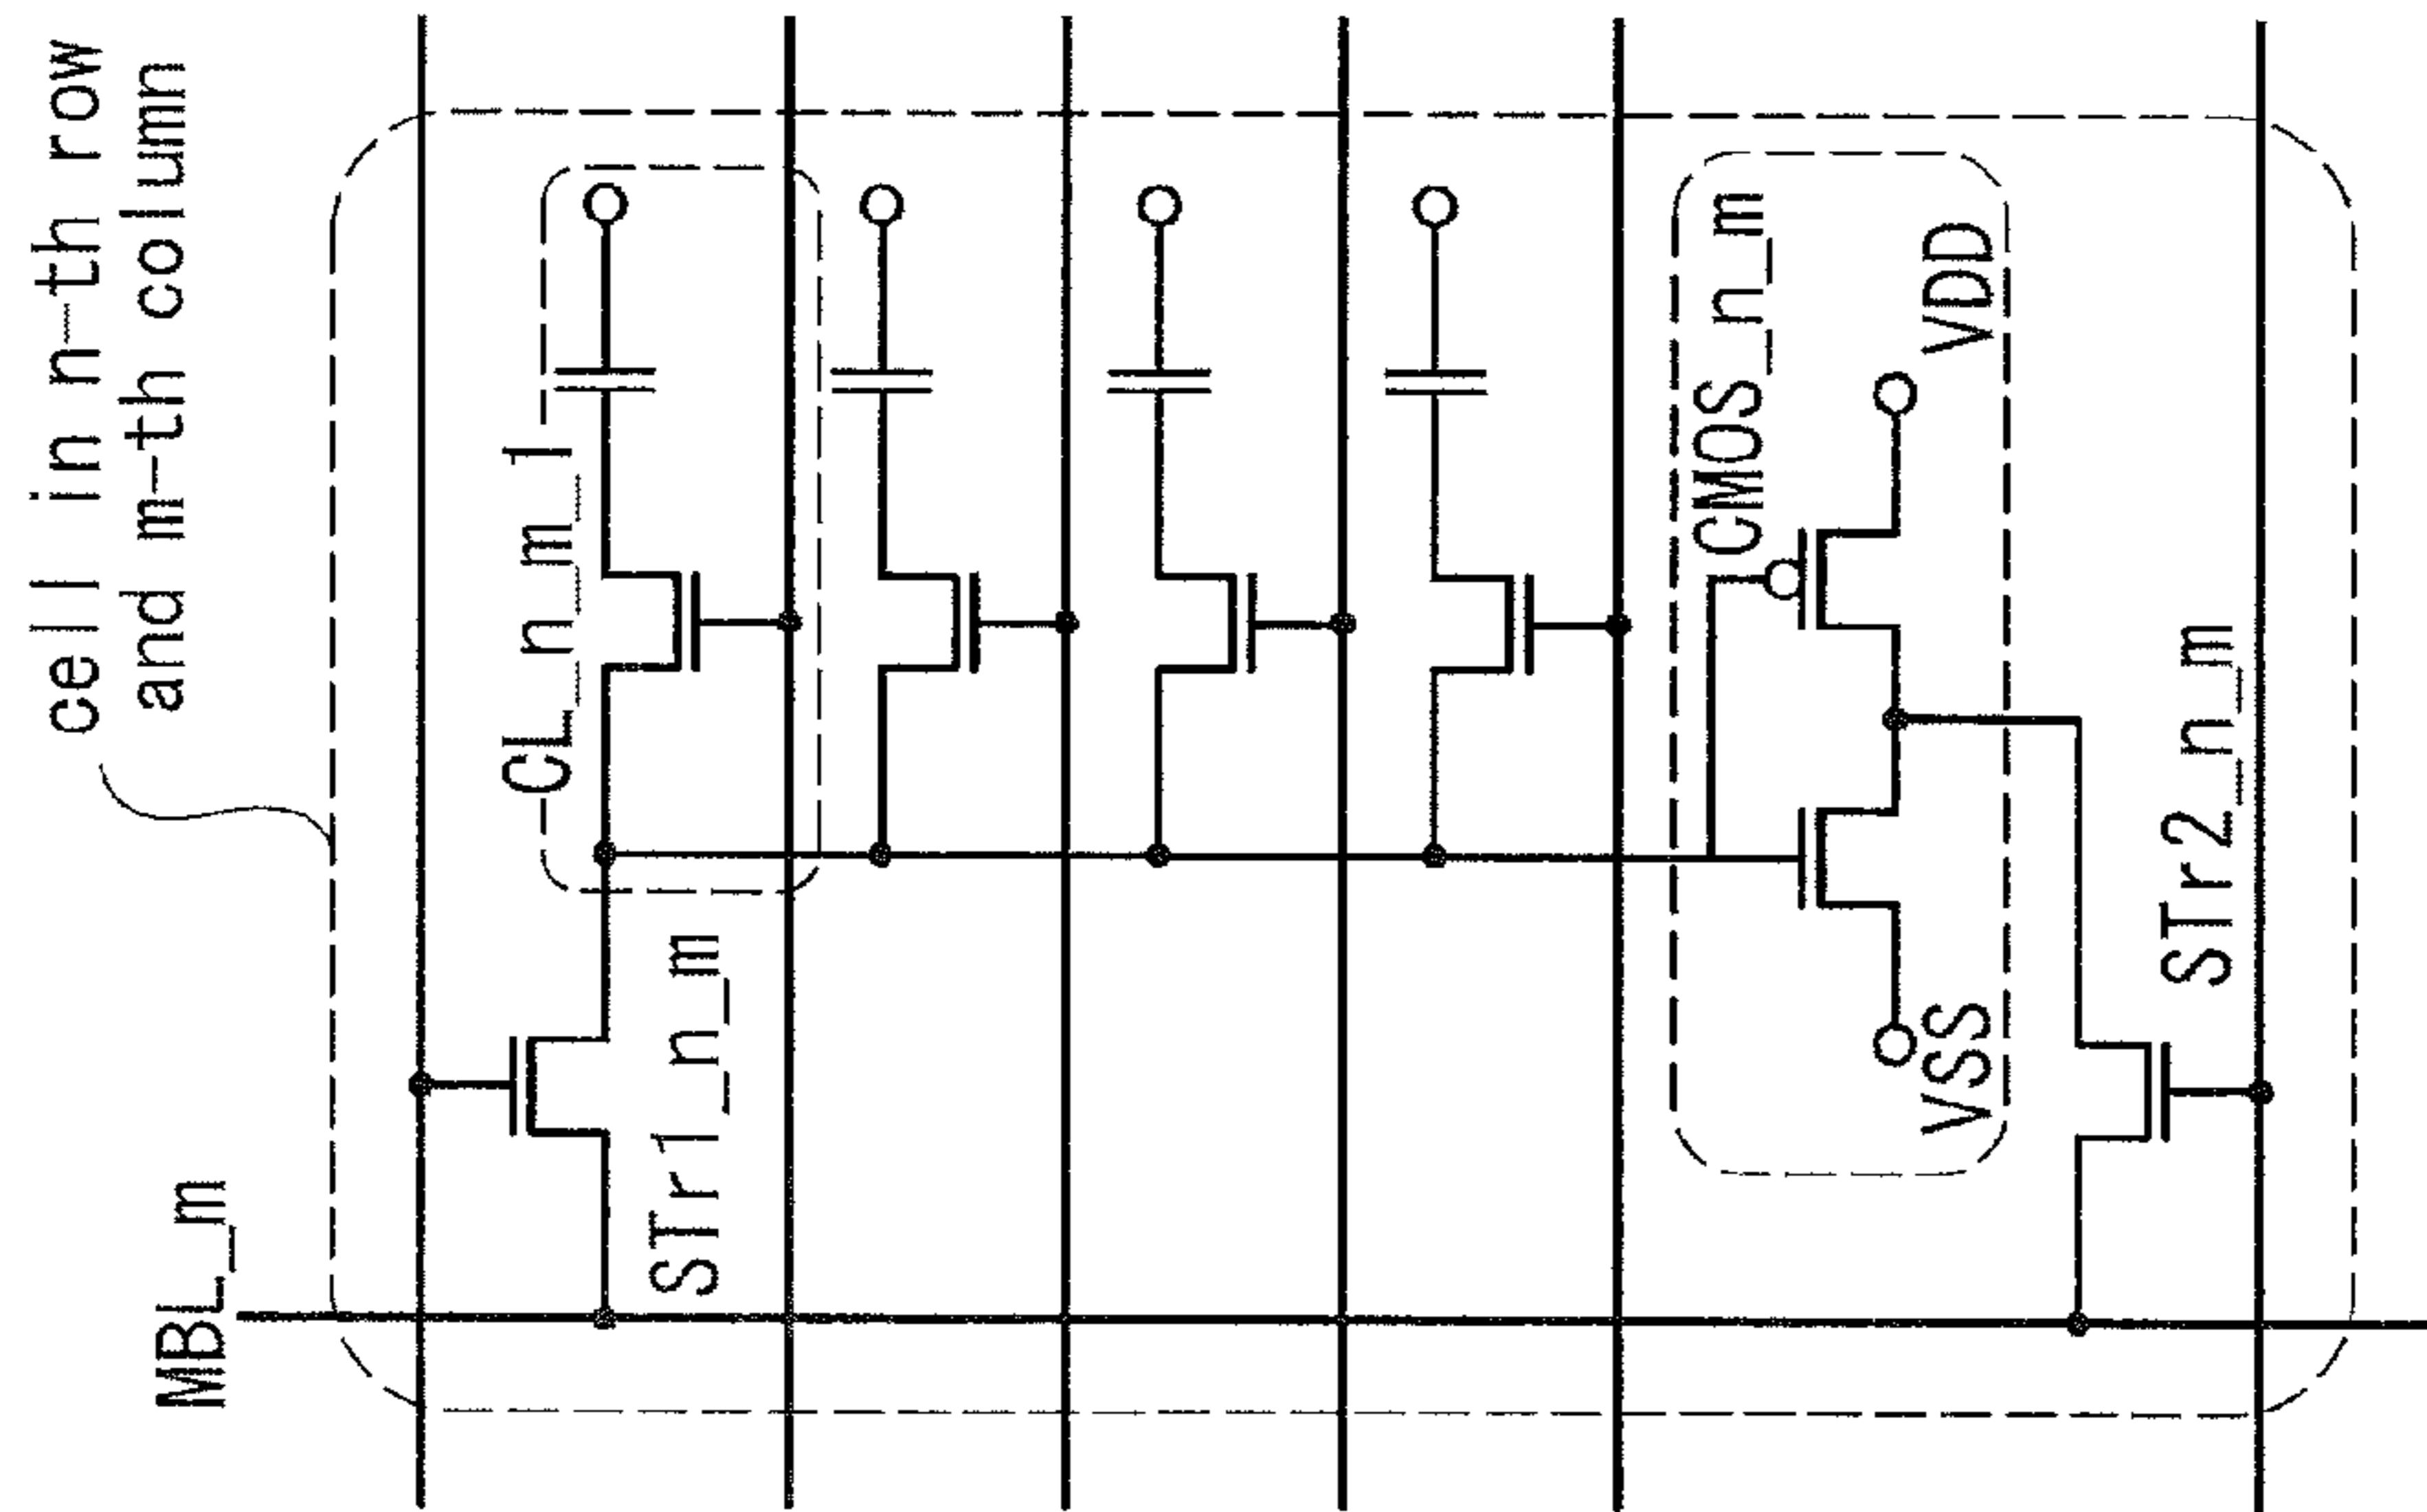 cell in n-th row
and m-th column
MBL_m
CL_n_m_1
STr1_n_m
CMOS_n_m
VSS
VDD
STr2_n_m